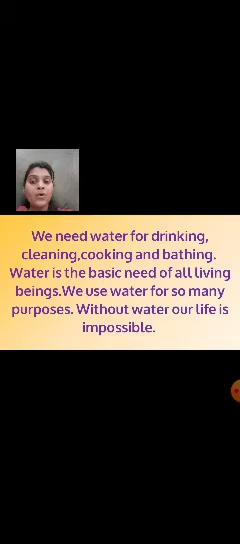 We need water for drinking,
cleaning,cooking and bathing.
Water is the basic need of all living
beings.We use water for so many
purposes. Without water our life is
impossible.